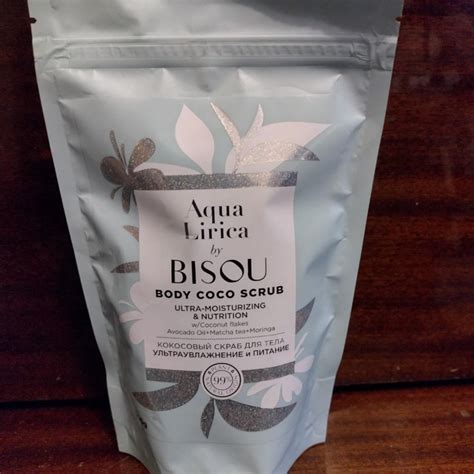 Aqua
Lirica
by
BISOU
BODY COCO SCRUB
ULTRA-MOISTURIZING
& NUTRITION
w/Coconut flakes
Avocado Oil+Matcha tea+Moringa
КОКОСОВЫЙ СКРАБ ДЛЯ ТЕЛА
УЛЬТРАУВЛАЖНЕНИЕ и ПИТАНИЕ
99%